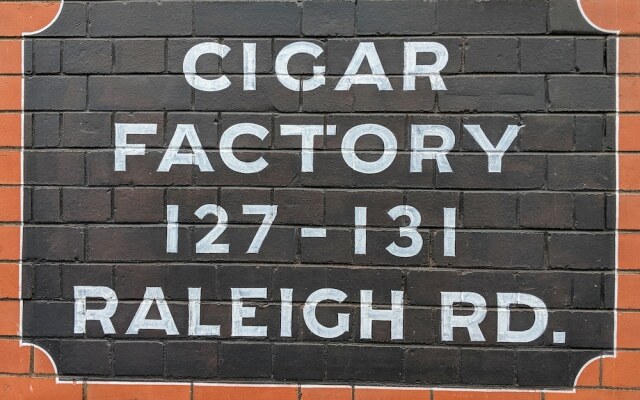 CIGAR
FACTORY
127-131
RALEIGH RD.